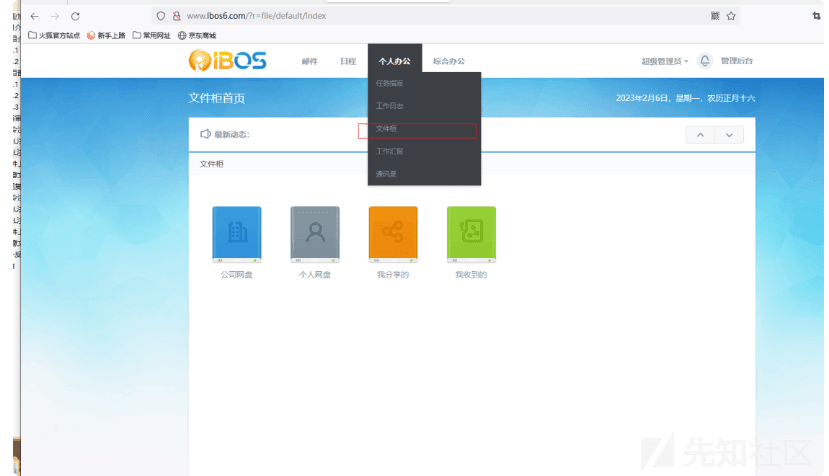 www.ibos6.com/?r=file/default/index
火狐官方站点 新手上路 常用网址 京东商城
iBOS 邮件 日程 个人办公 综合办公 超级管理员 管理后台
任务指派
工作日志
文件柜
工作汇报
通讯录
文件柜首页 2023年2月6日，星期一，农历正月十六
最新动态：
文件柜
公司网盘 个人网盘 我分享的 我收到的
先知社区